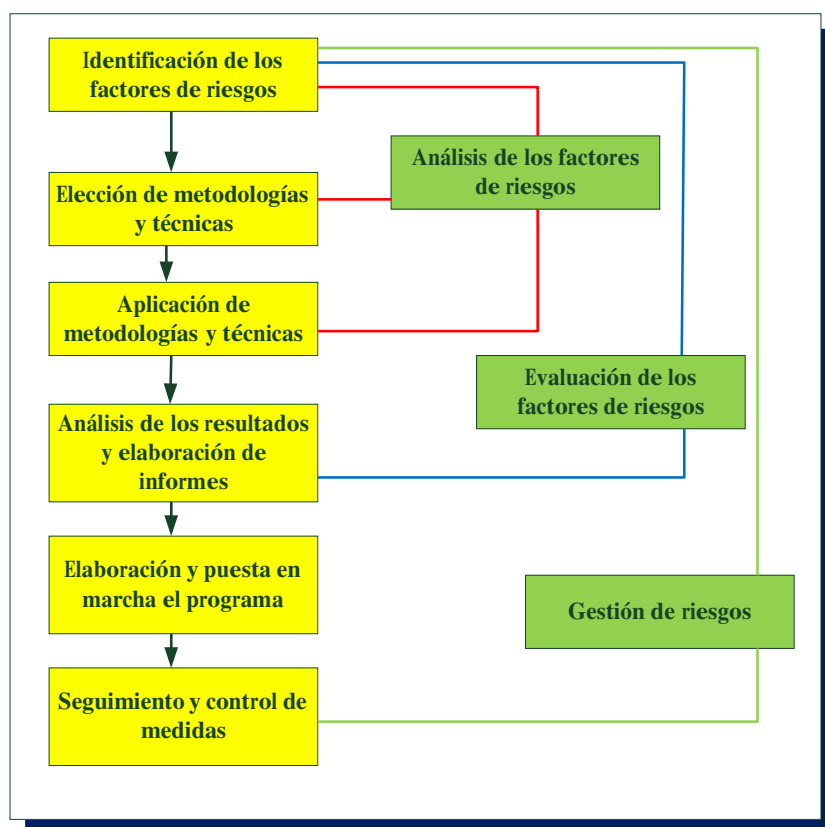 Identificación de los
factores de riesgos
Elección de metodologías
y técnicas
Aplicación de
metodologías y técnicas
Análisis de los resultados
y elaboración de
informes
Elaboración y puesta en
marcha el programa
Seguimiento y control de
medidas
Análisis de los factores
de riesgos
Evaluación de los
factores de riesgos
Gestión de riesgos